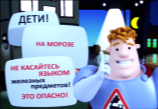 ДЕТИ!
НА МОРОЗЕ
НЕ КАСАЙТЕСЬ
ЯЗЫКОМ
железных
предметов!
ЭТО ОПАСНО!